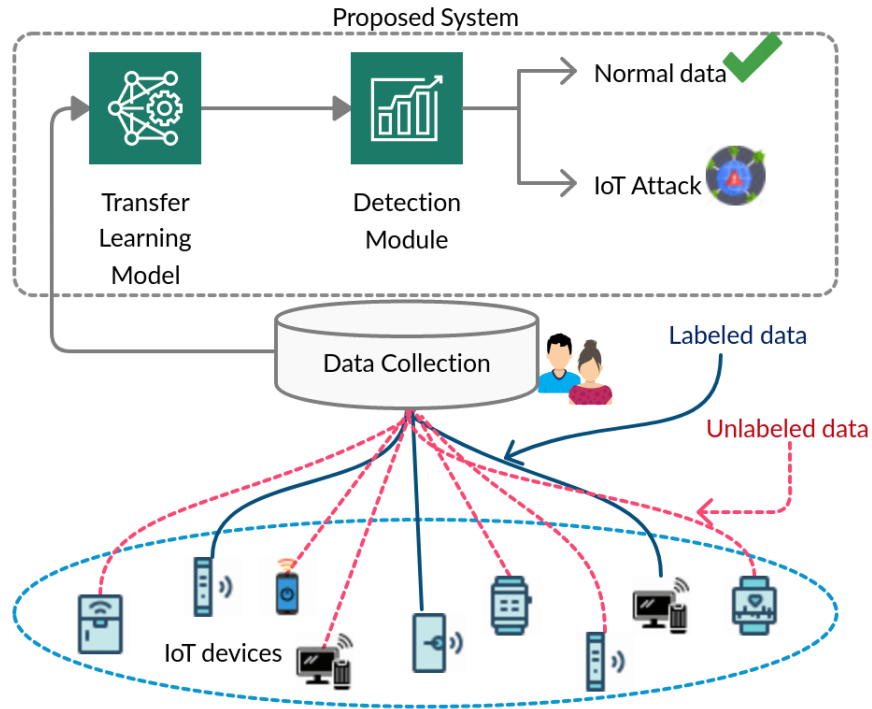 Proposed System
Normal data
IoT Attack
Transfer
Learning
Model
Detection
Module
Data Collection
Labeled data
Unlabeled data
IoT devices